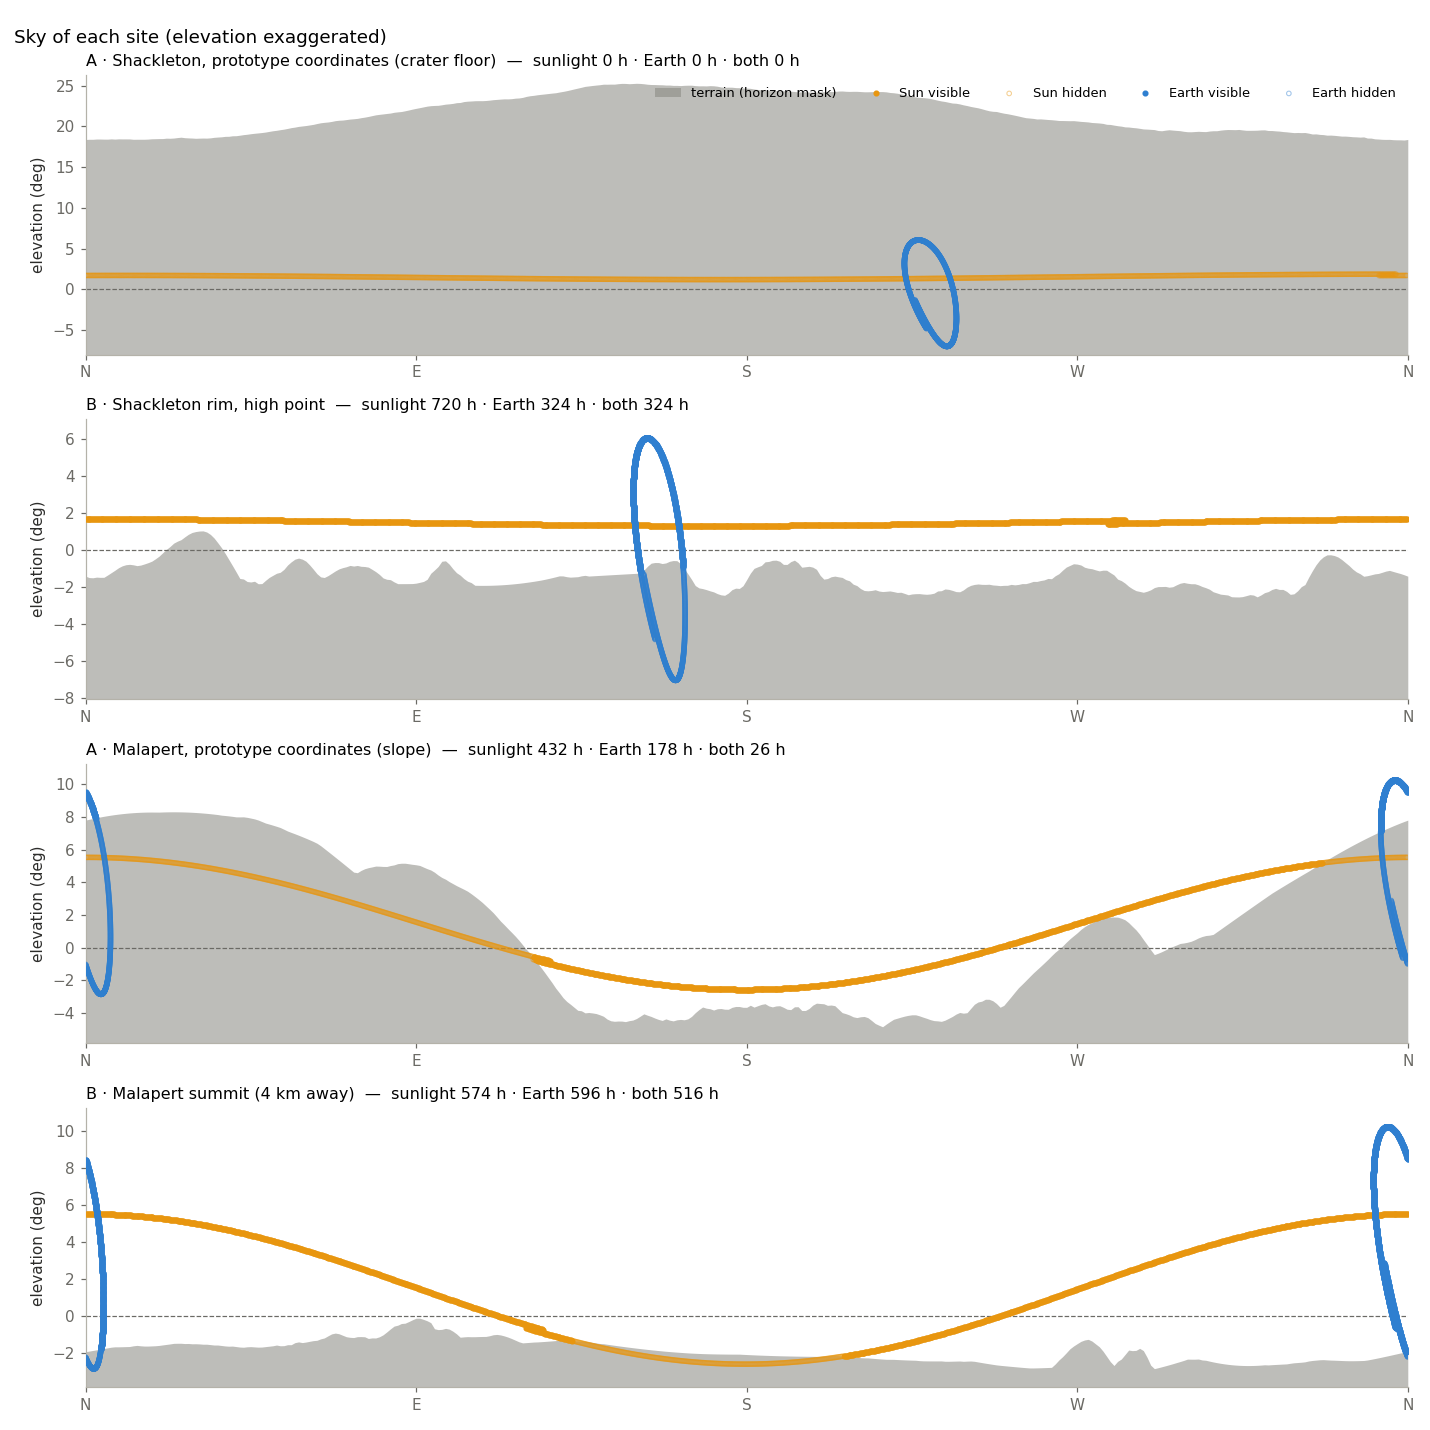 Sky of each site (elevation exaggerated)
A · Shackleton, prototype coordinates (crater floor) — sunlight 0 h · Earth 0 h · both 0 h
terrain (horizon mask) Sun visible Sun hidden Earth visible Earth hidden
elevation (deg)
25
20
15
10
5
0
−5
N E S W N
B · Shackleton rim, high point — sunlight 720 h · Earth 324 h · both 324 h
elevation (deg)
6
4
2
0
−2
−4
−6
−8
N E S W N
A · Malapert, prototype coordinates (slope) — sunlight 432 h · Earth 178 h · both 26 h
elevation (deg)
10
8
6
4
2
0
−2
−4
N E S W N
B · Malapert summit (4 km away) — sunlight 574 h · Earth 596 h · both 516 h
elevation (deg)
10
8
6
4
2
0
−2
N E S W N